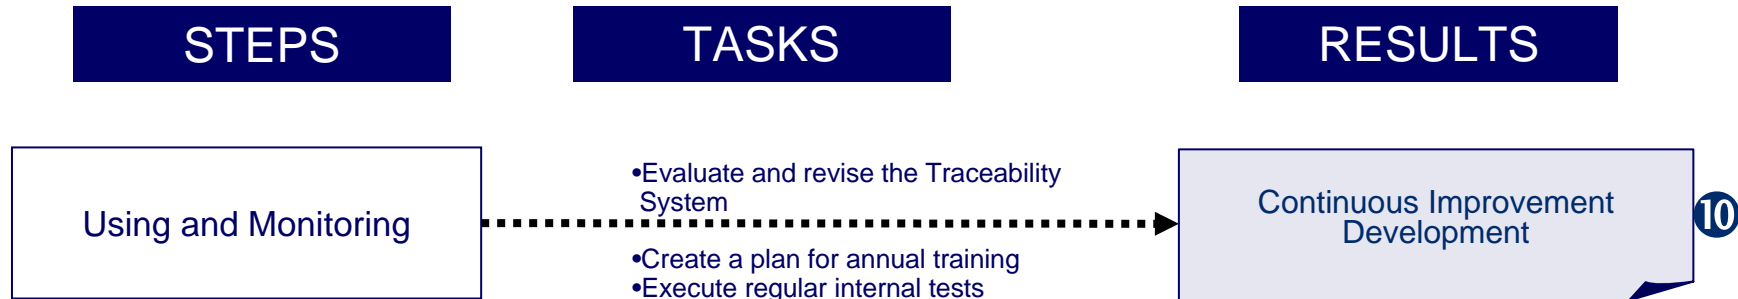 STEPS
TASKS
RESULTS
Using and Monitoring
•Evaluate and revise the Traceability
System
•Create a plan for annual training
•Execute regular internal tests
Continuous Improvement
Development
10